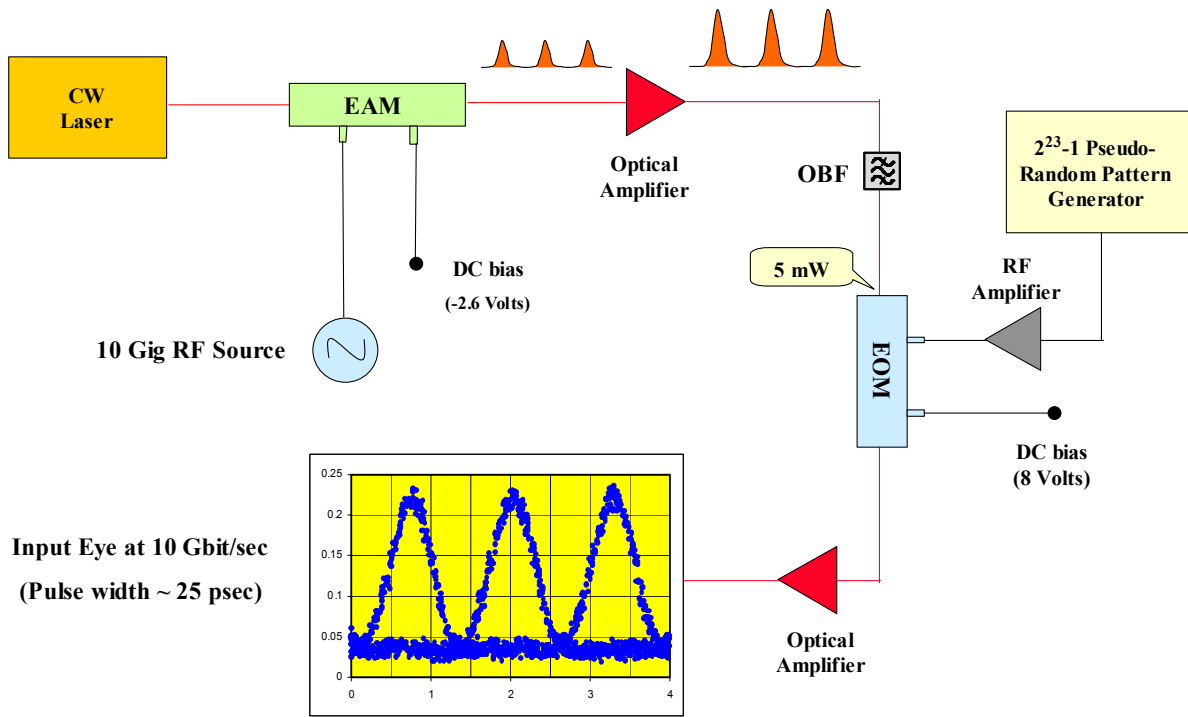 CW
Laser
EAM
Optical
Amplifier
OBF
2²³-1 Pseudo-
Random Pattern
Generator
DC bias
(-2.6 Volts)
10 Gig RF Source
5 mW
RF
Amplifier
EOM
DC bias
(8 Volts)
Input Eye at 10 Gbit/sec
(Pulse width ~ 25 psec)
0.25
0.2
0.15
0.1
0.05
0
0 1 2 3 4
Optical
Amplifier